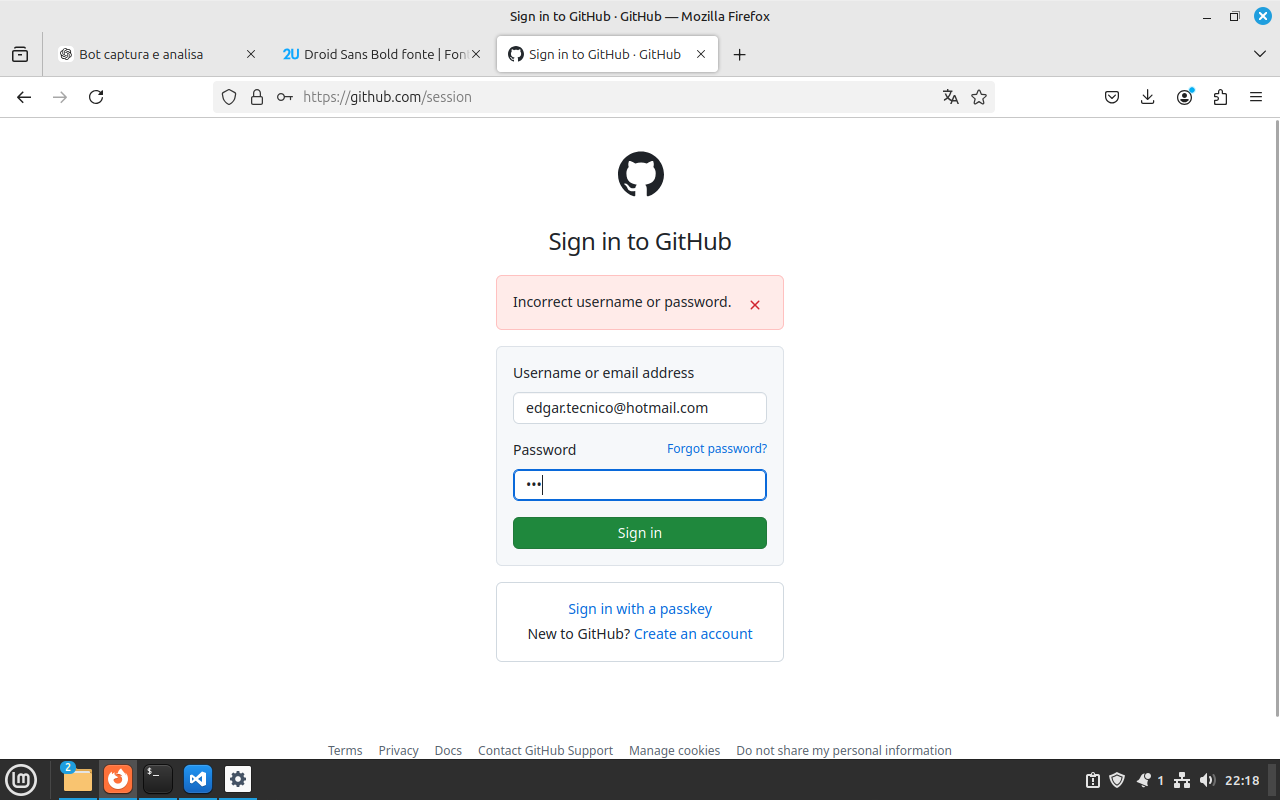 Sign in to GitHub · GitHub — Mozilla Firefox
Bot captura e analisa
2U Droid Sans Bold fonte | Fon
Sign in to GitHub · GitHub
https://github.com/session
Sign in to GitHub
Incorrect username or password.
Username or email address
edgar.tecnico@hotmail.com
Password Forgot password?
•••
Sign in
Sign in with a passkey
New to GitHub? Create an account
Terms Privacy Docs Contact GitHub Support Manage cookies Do not share my personal information
2
$_
lm
1
22:18